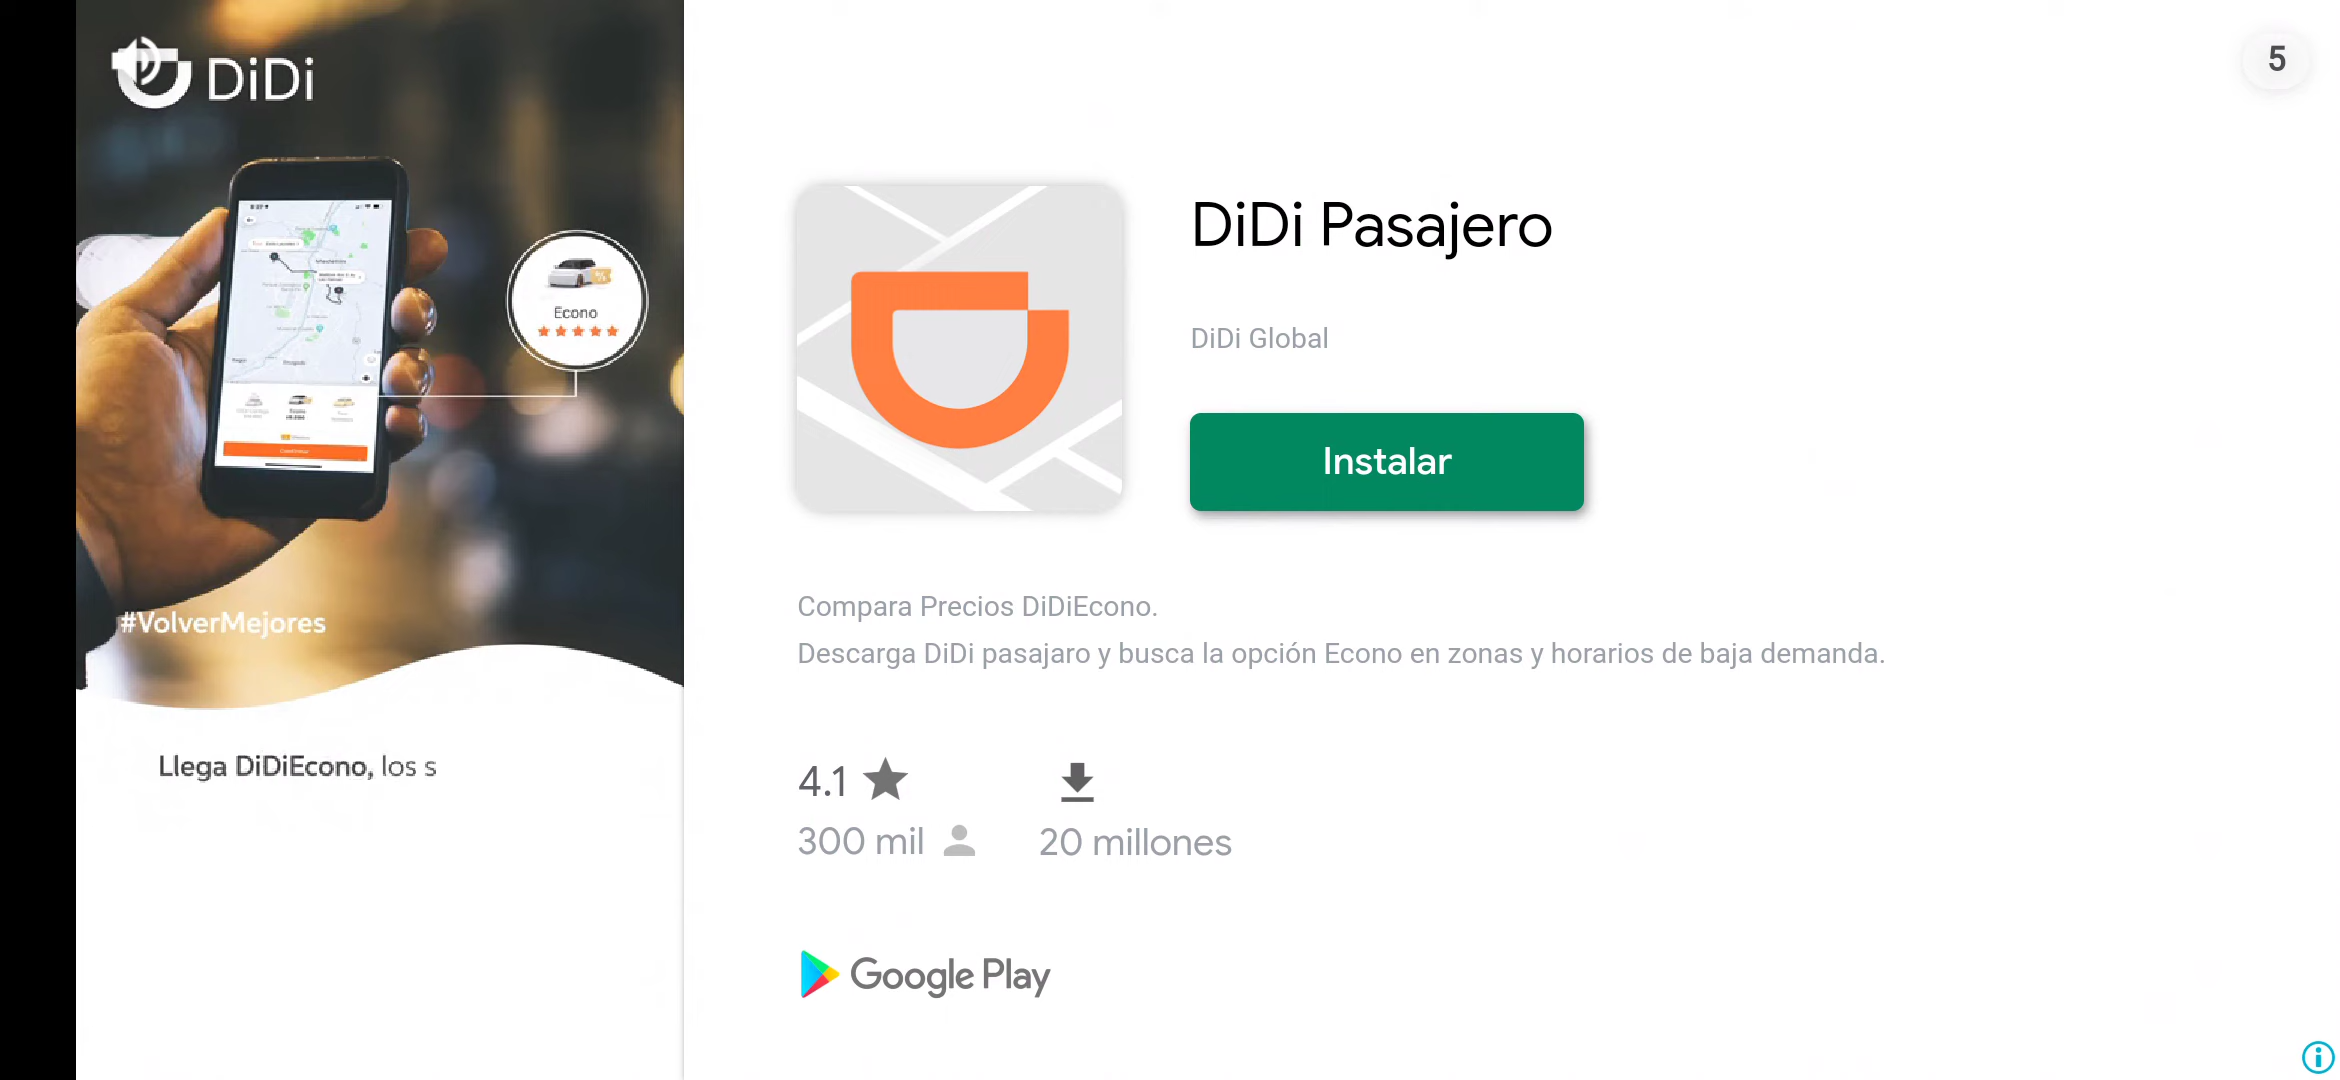 DiDi
Econo
#VolverMejores
Llega DiDiEcono, los s
5
DiDi Pasajero
DiDi Global
Instalar
Compara Precios DiDiEcono.
Descarga DiDi pasajaro y busca la opción Econo en zonas y horarios de baja demanda.
4.1
300 mil
20 millones
Google Play